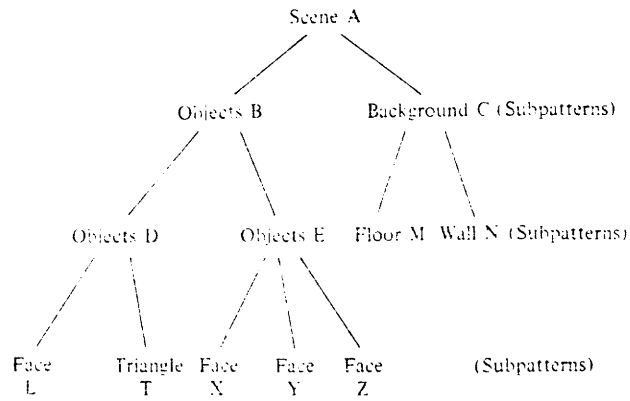 Scene A
Objects B Background C (Subpatterns)
Objects D Objects E Floor M Wall N (Subpatterns)
Face Triangle Face Face Face (Subpatterns)
L T X Y Z